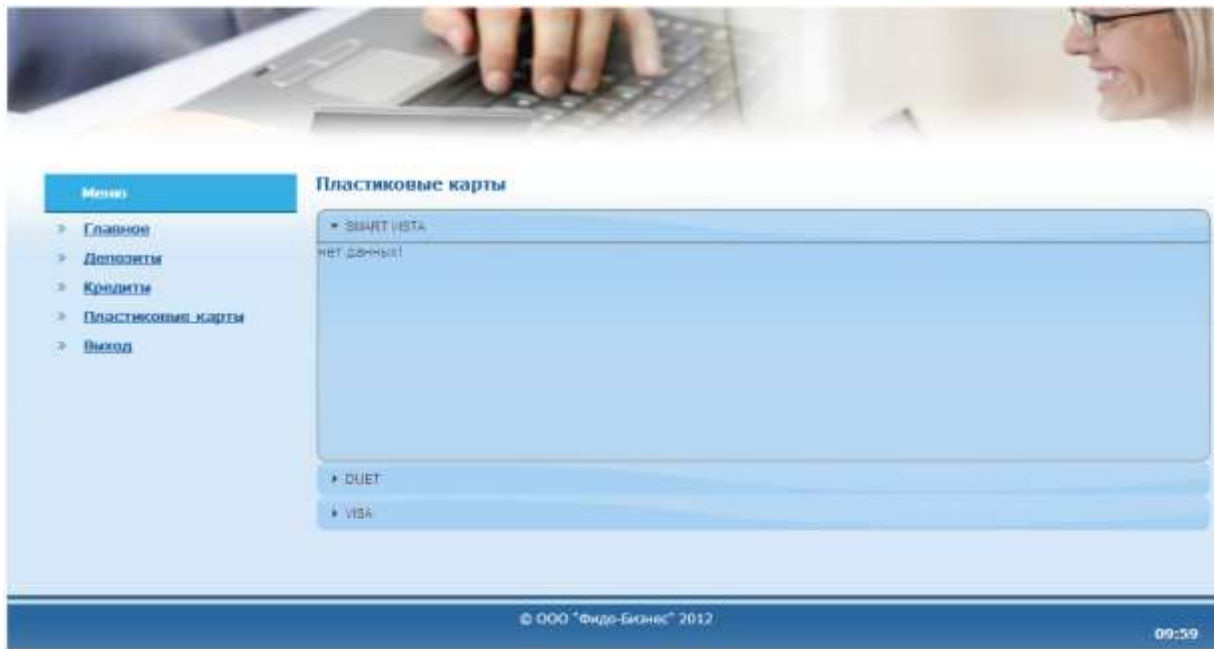 Меню
Главное
Депозиты
Кредиты
Пластиковые карты
Выход
Пластиковые карты
SMART VISTA
нет данных!
DUET
VISA
© ООО "Фидо-Бизнес" 2012
09:59